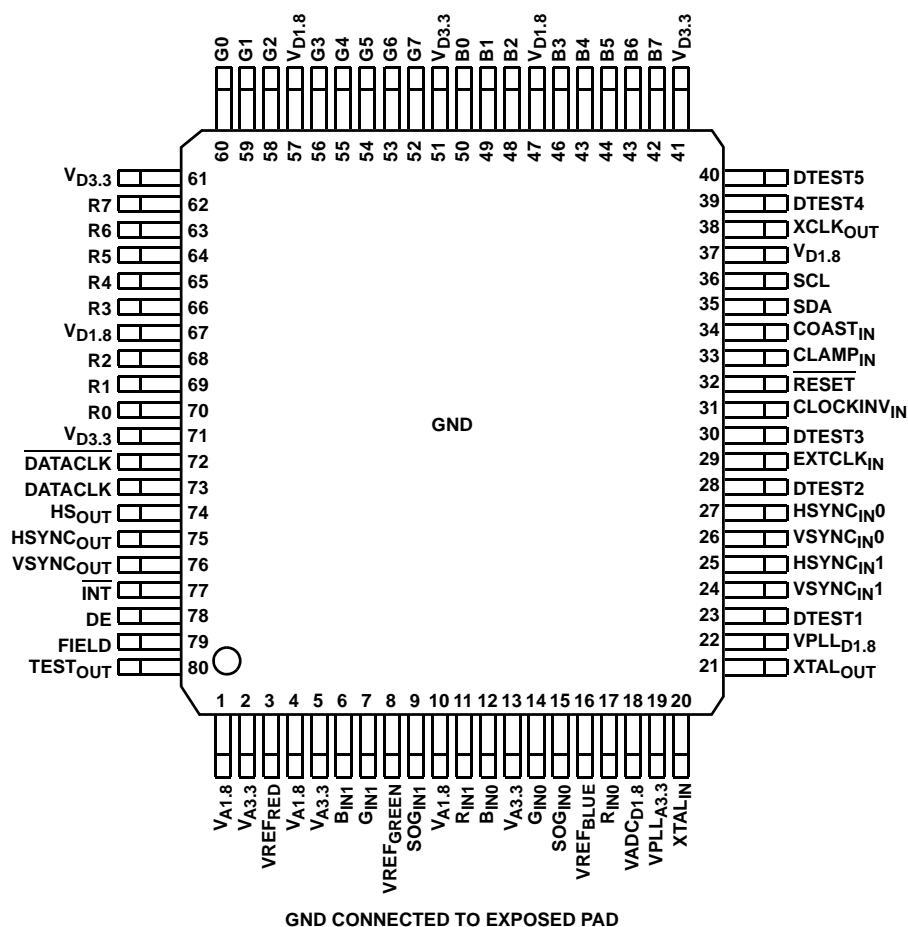 G0
G1
G2
VD1.8
G3
G4
G5
G6
G7
VD3.3
B0
B1
B2
VD1.8
B3
B4
B5
B6
B7
VD3.3
60
59
58
57
56
55
54
53
52
51
50
49
48
47
46
43
44
43
42
41
VD3.3 61
R7 62
R6 63
R5 64
R4 65
R3 66
VD1.8 67
R2 68
R1 69
R0 70
VD3.3 71
DATACLK 72
DATACLK 73
HSOUT 74
HSYNCOUT 75
VSYNCOUT 76
INT 77
DE 78
FIELD 79
TESTOUT 80
GND
40 DTEST5
39 DTEST4
38 XCLKOUT
37 VD1.8
36 SCL
35 SDA
34 COASTIN
33 CLAMPIN
32 RESET
31 CLOCKINVIN
30 DTEST3
29 EXTCLKIN
28 DTEST2
27 HSYNCIN0
26 VSYNCIN0
25 HSYNCIN1
24 VSYNCIN1
23 DTEST1
22 VPLLD1.8
21 XTALOUT
1 2 3 4 5 6 7 8 9 10 11 12 13 14 15 16 17 18 19 20
VA1.8
VA3.3
VREFRED
VA1.8
VA3.3
BIN1
GIN1
VREFGREEN
SOGIN1
VA1.8
RIN1
BIN0
VA3.3
GIN0
SOGIN0
VREFBLUE
RIN0
VADCD1.8
VPLLA3.3
XTALIN
GND CONNECTED TO EXPOSED PAD